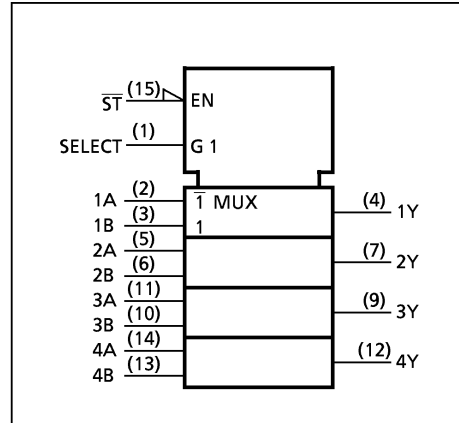 S̅T̅ (15) EN
SELECT (1) G 1
1A (2) 1̅ MUX (4) 1Y
1B (3) 1
2A (5) (7) 2Y
2B (6)
3A (11) (9) 3Y
3B (10)
4A (14) (12) 4Y
4B (13)